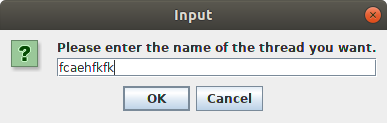 Input
Please enter the name of the thread you want.
fcaehfkfk
OK Cancel